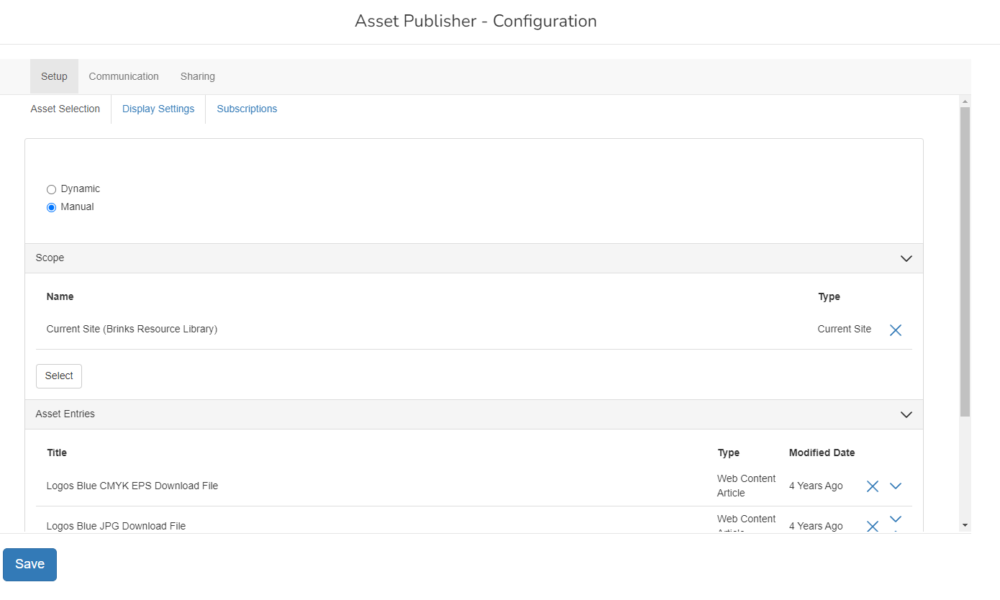 Asset Publisher - Configuration
Setup Communication Sharing
Asset Selection Display Settings Subscriptions
Dynamic
Manual
Scope
Name Type
Current Site (Brinks Resource Library) Current Site
Select
Asset Entries
Title Type Modified Date
Logos Blue CMYK EPS Download File Web Content Article 4 Years Ago
Logos Blue JPG Download File Web Content Article 4 Years Ago
Save